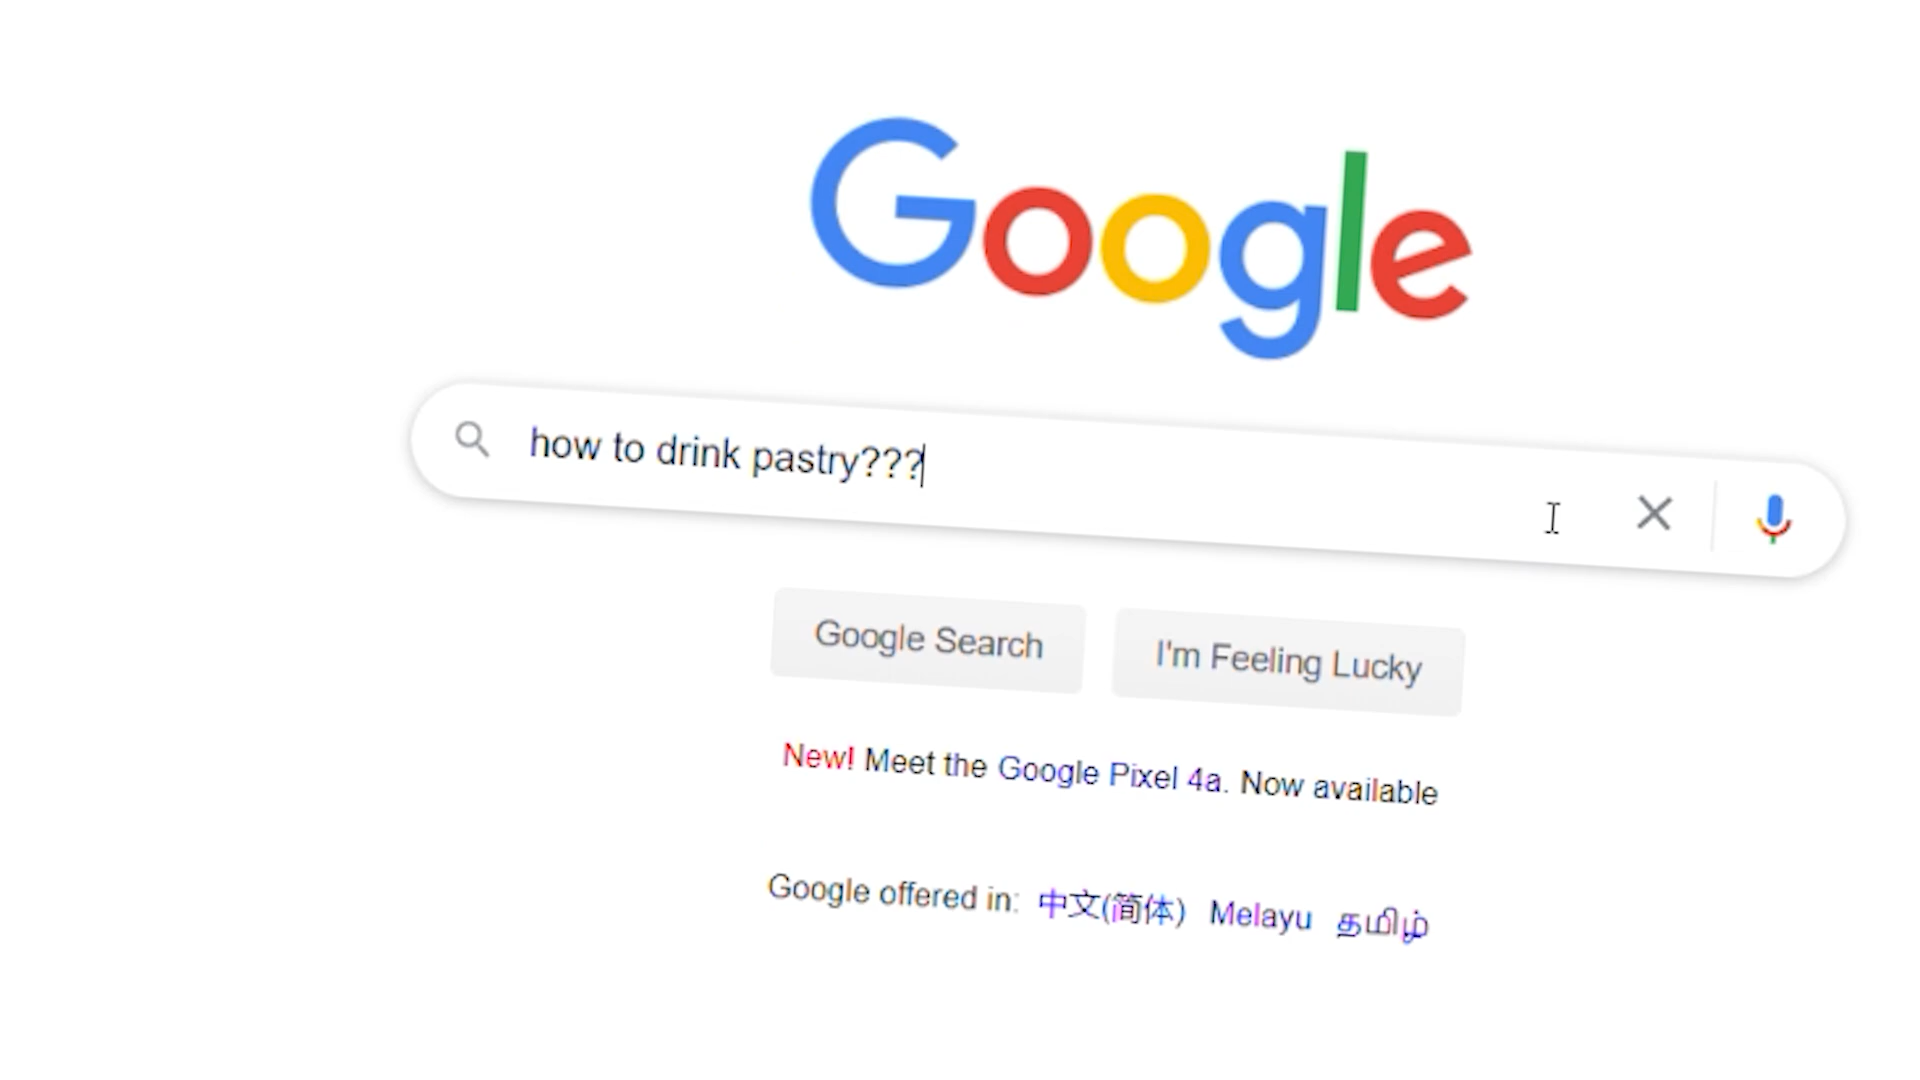 Google
how to drink pastry???
Google Search I'm Feeling Lucky
New! Meet the Google Pixel 4a. Now available
Google offered in: 中文(简体) Melayu தமிழ்